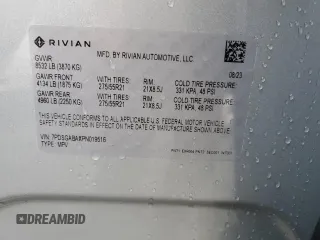 RIVIAN
MFD. BY RIVIAN AUTOMOTIVE, LLC
GVWR
8532 LB (3870 KG)
08/23
GAWR FRONT WITH TIRES: RIM COLD TIRE PRESSURE
4134 LB (1875 KG) 275/55R21 21X8.5J 331 KPA, 48 PSI
GAWR REAR WITH TIRES: RIM COLD TIRE PRESSURE
4960 LB (2250 KG) 275/55R21 21X8.5J 331 KPA, 48 PSI
THIS VEHICLE CONFORMS TO ALL APPLICABLE U.S. FEDERAL MOTOR VEHICLE
SAFETY STANDARDS IN EFFECT ON THE DATE OF MANUFACTURE SHOWN ABOVE.
VIN: 7PDSGABAXPN019516
TYPE: MPV
DREAMBID